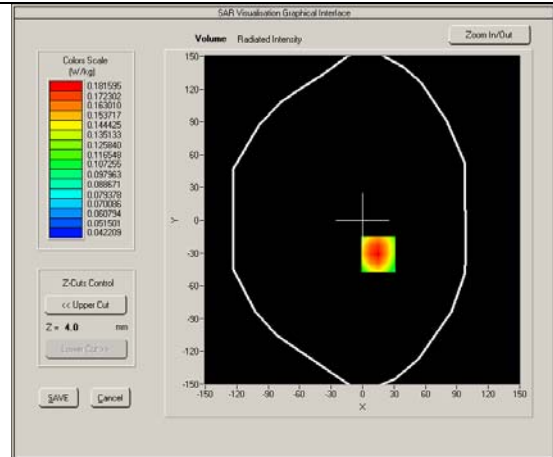 SAR Visualisation Graphical Interface
Volume Radiated Intensity
Zoom In/Out
Colors Scale
(W/kg)
0.181595
0.172302
0.163010
0.153717
0.144425
0.135133
0.125840
0.116548
0.107255
0.097963
0.088671
0.079378
0.070086
0.060794
0.051501
0.042209
Z-Cuts Control
<< Upper Cut
Z = 4.0 mm
SAVE
Cancel
150
120
90
60
30
Y
0
-30
-60
-90
-120
-150
-150 -120 -90 -60 -30 0 30 60 90 120 150
X